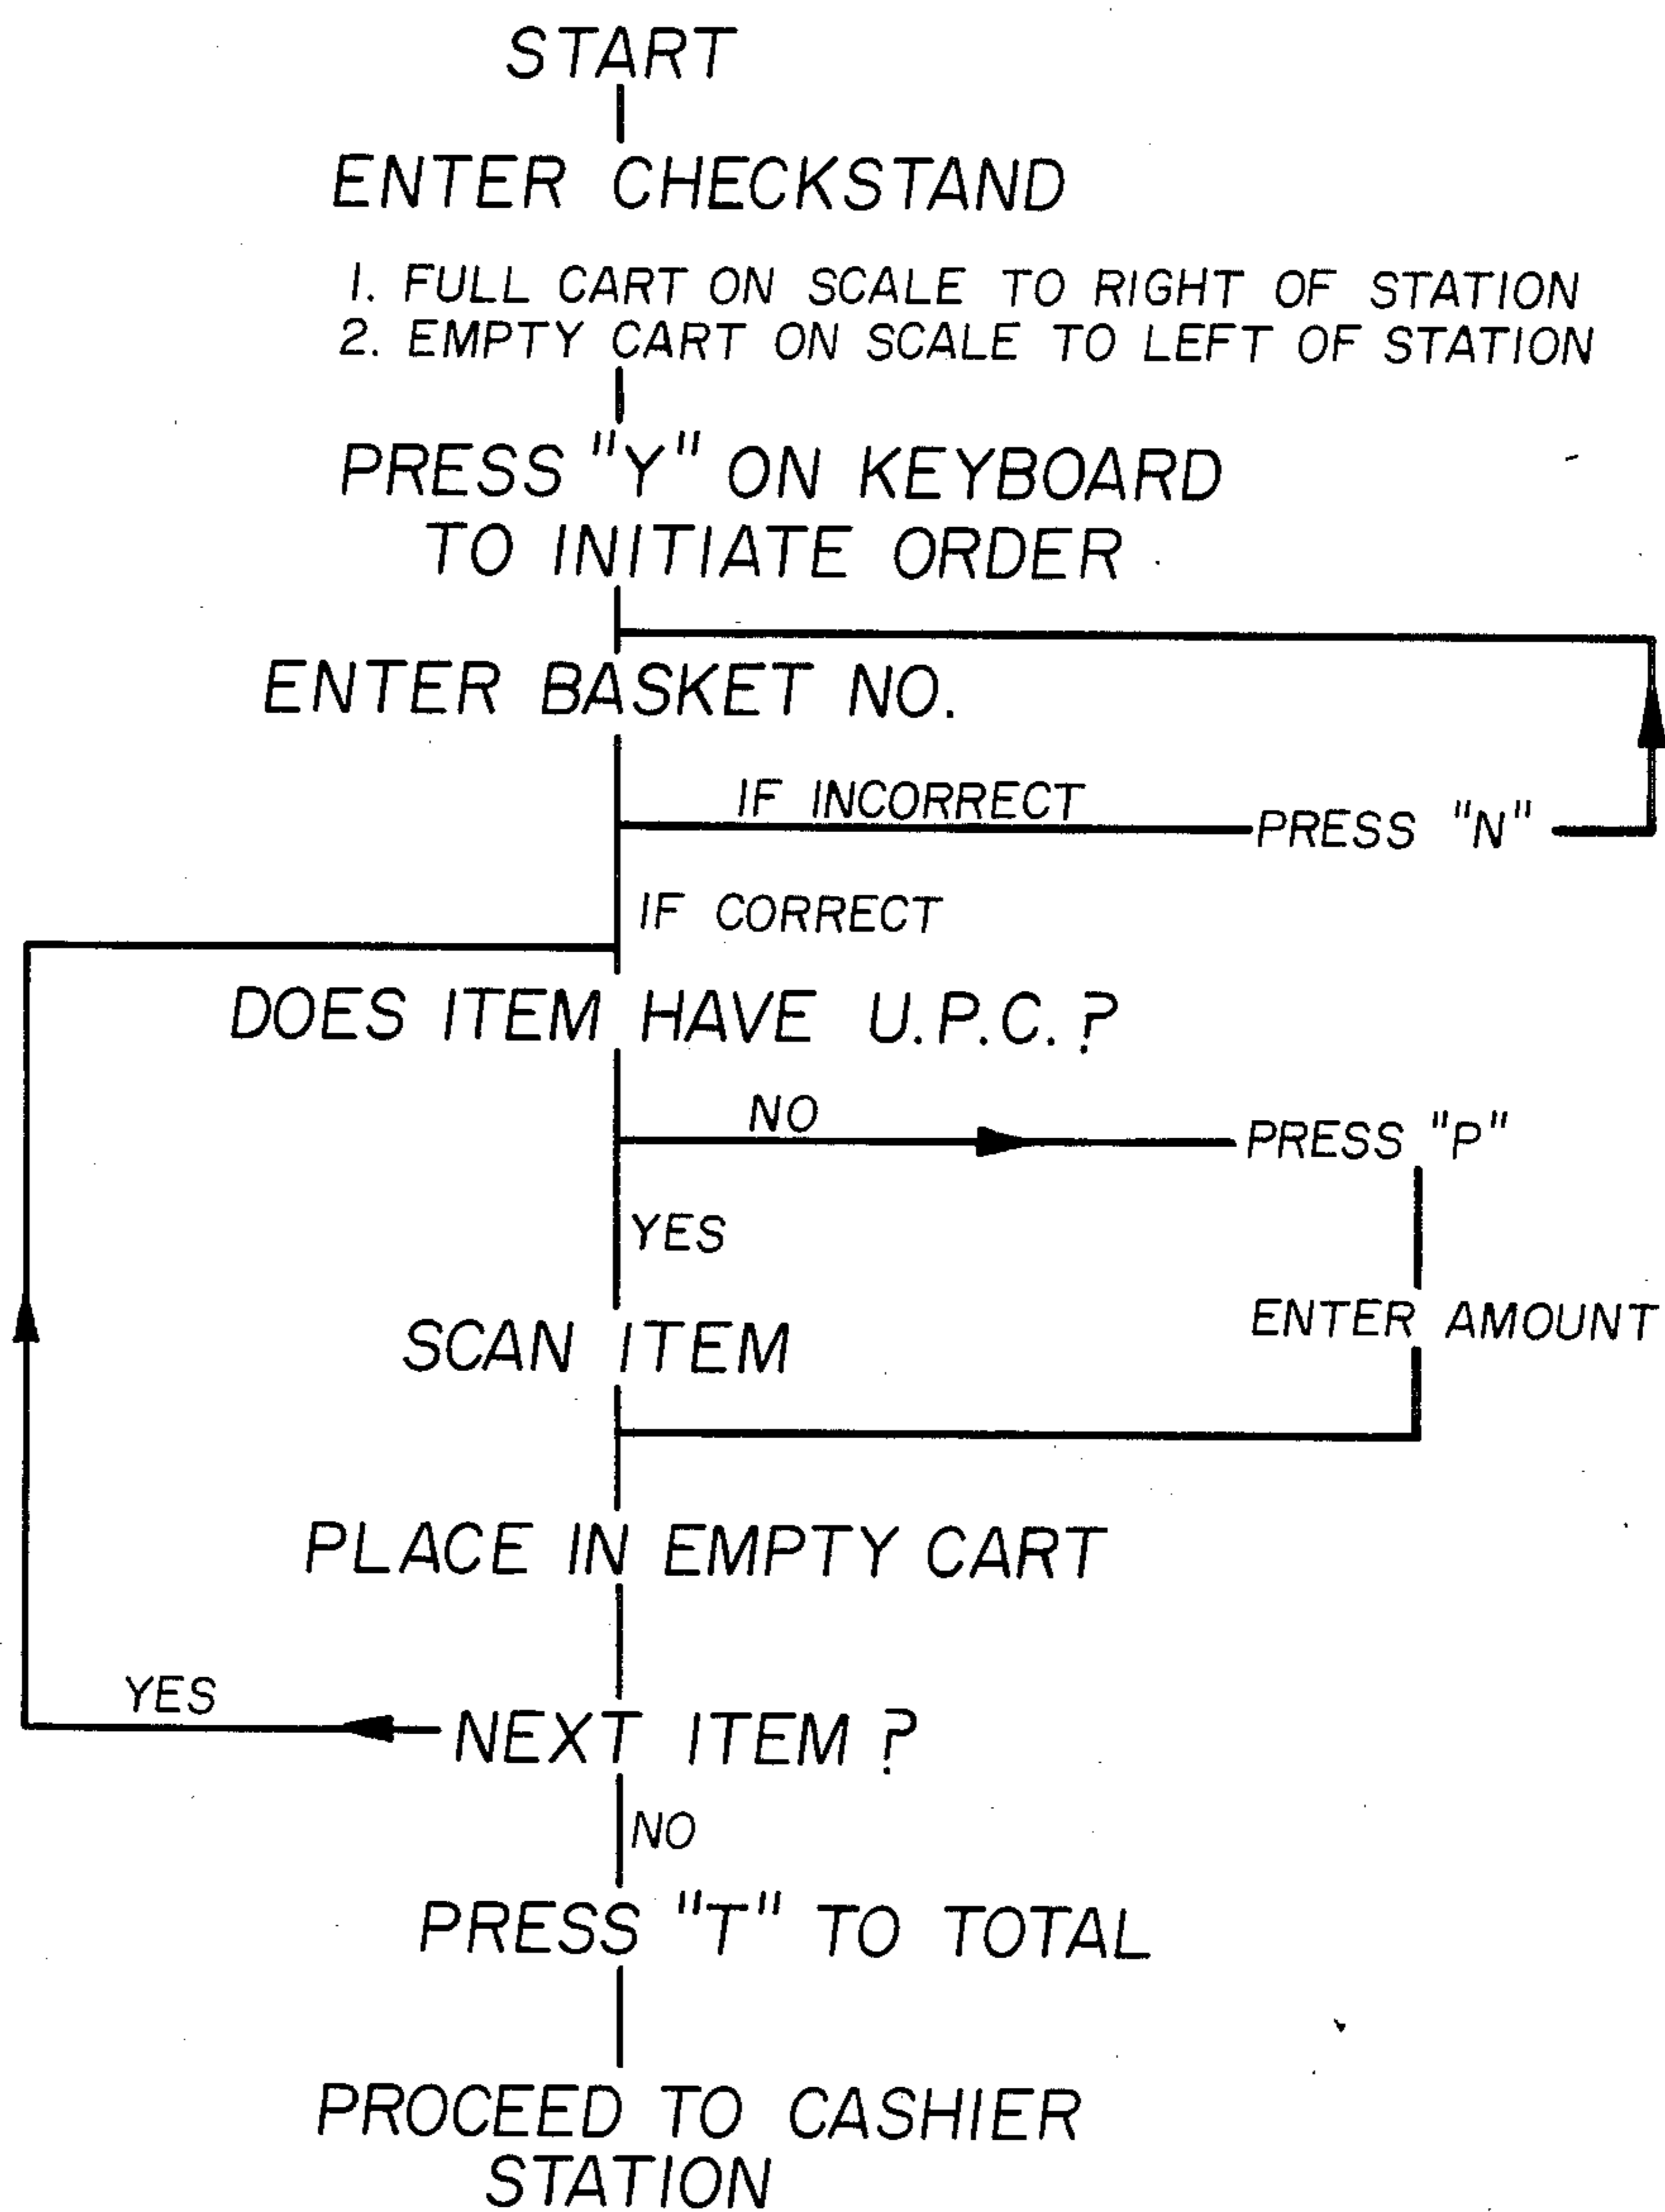 START
ENTER CHECKSTAND
1. FULL CART ON SCALE TO RIGHT OF STATION
2. EMPTY CART ON SCALE TO LEFT OF STATION
PRESS "Y" ON KEYBOARD
TO INITIATE ORDER
ENTER BASKET NO.
IF INCORRECT
PRESS "N"
IF CORRECT
DOES ITEM HAVE U.P.C.?
NO
PRESS "P"
YES
ENTER AMOUNT
SCAN ITEM
PLACE IN EMPTY CART
YES
NEXT ITEM?
NO
PRESS "T" TO TOTAL
PROCEED TO CASHIER
STATION